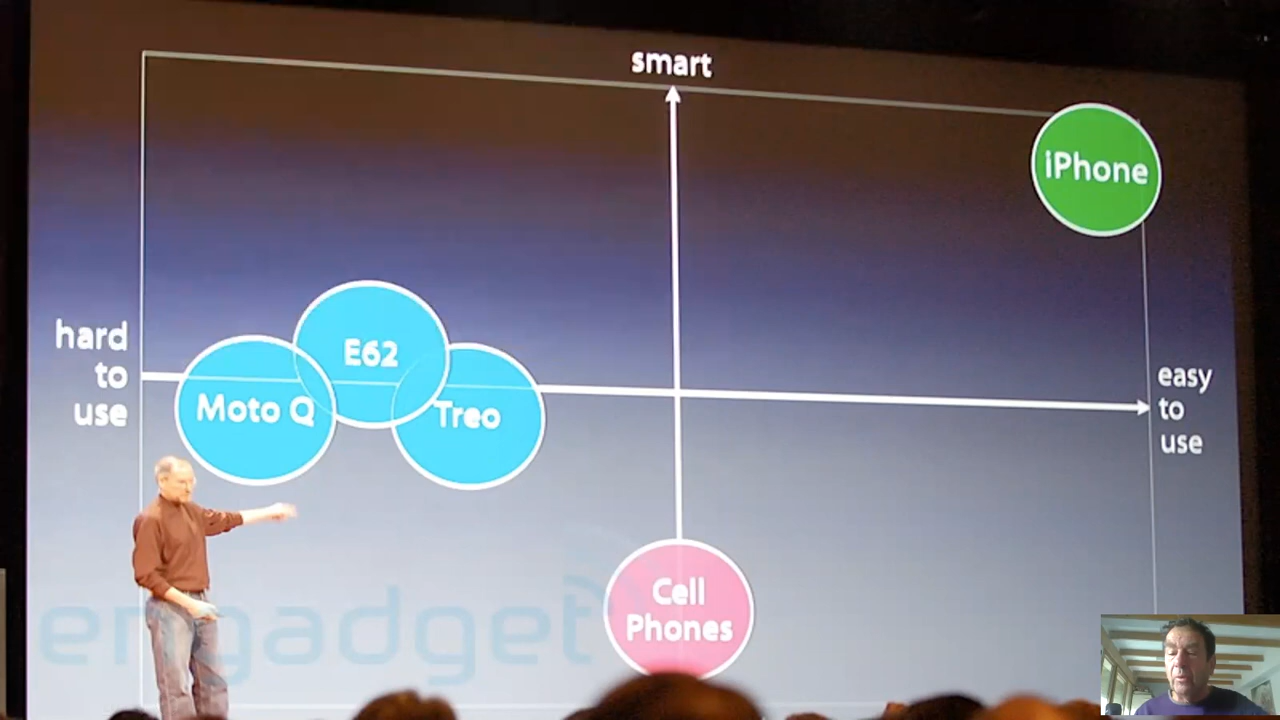 smart
iPhone
hard
to
use
E62
Moto Q
Treo
easy
to
use
Cell
Phones
engadget